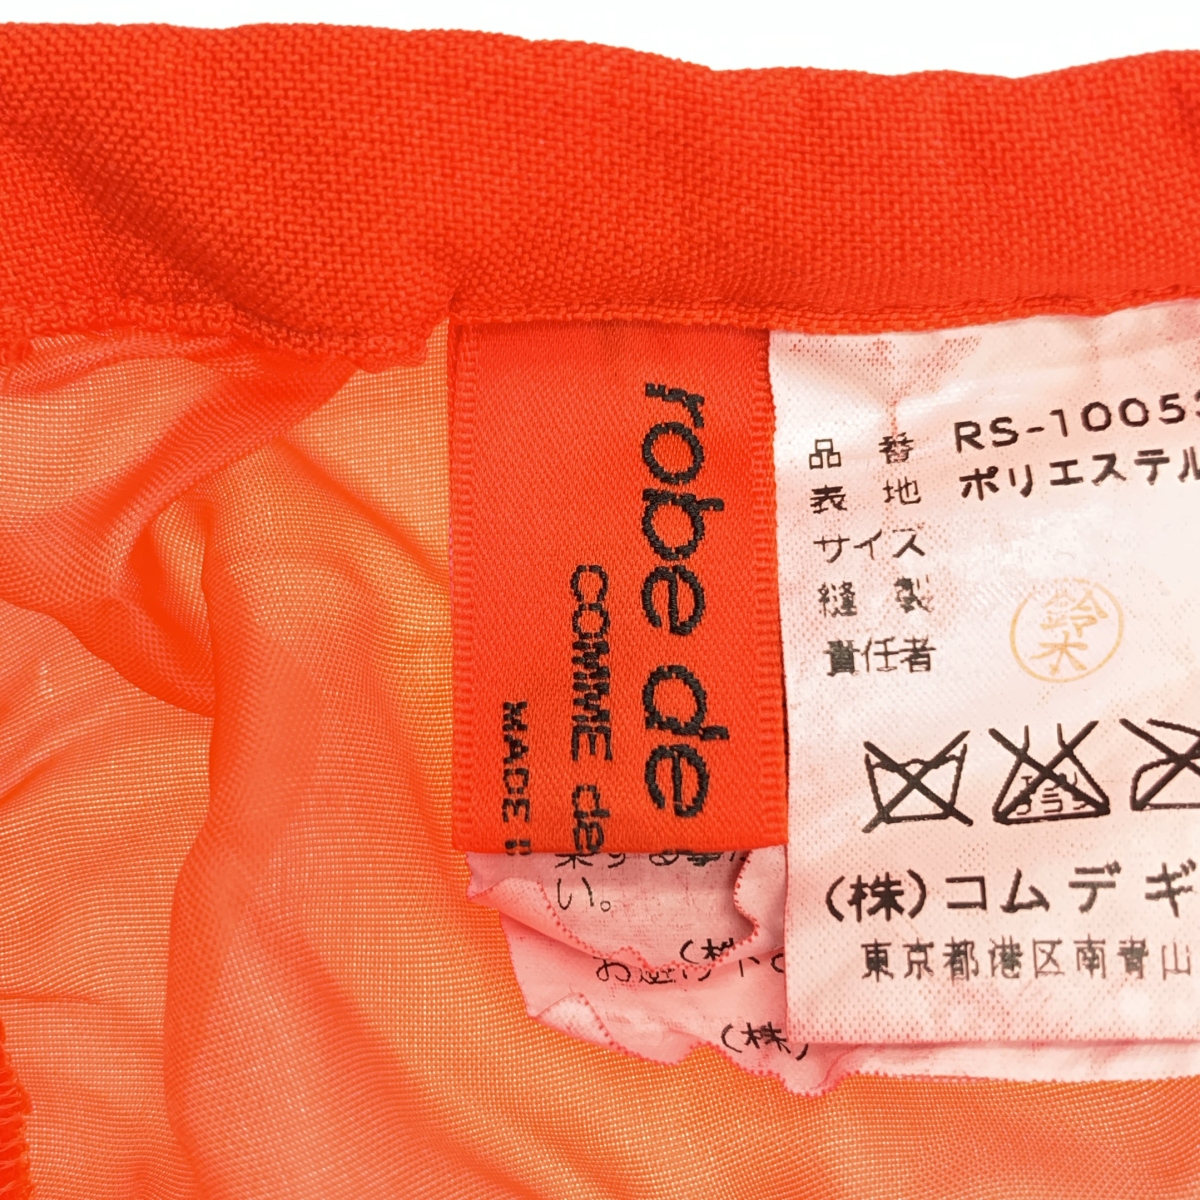 robe de
COMME de
MADE
品番 RS-1005
表地 ポリエステル
サイズ
縫製
責任者
鈴木
(株)コムデギ
東京都港区南青山
い。
(株)